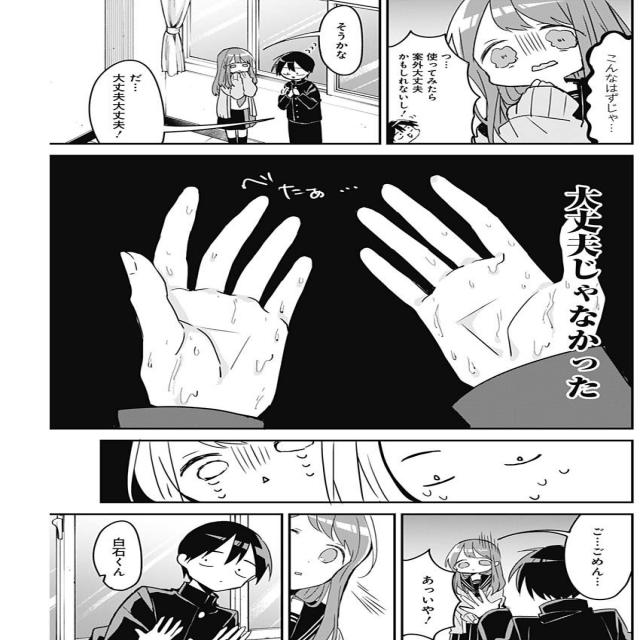 こんなはずじゃ…
つ…
使ってみたら
案外大丈夫
かもしれないし！
そうかな
だ…
大丈夫大丈夫！
大丈夫じゃなかった
べたぁ…
ご…ごめん…
あっいや！
白石くん